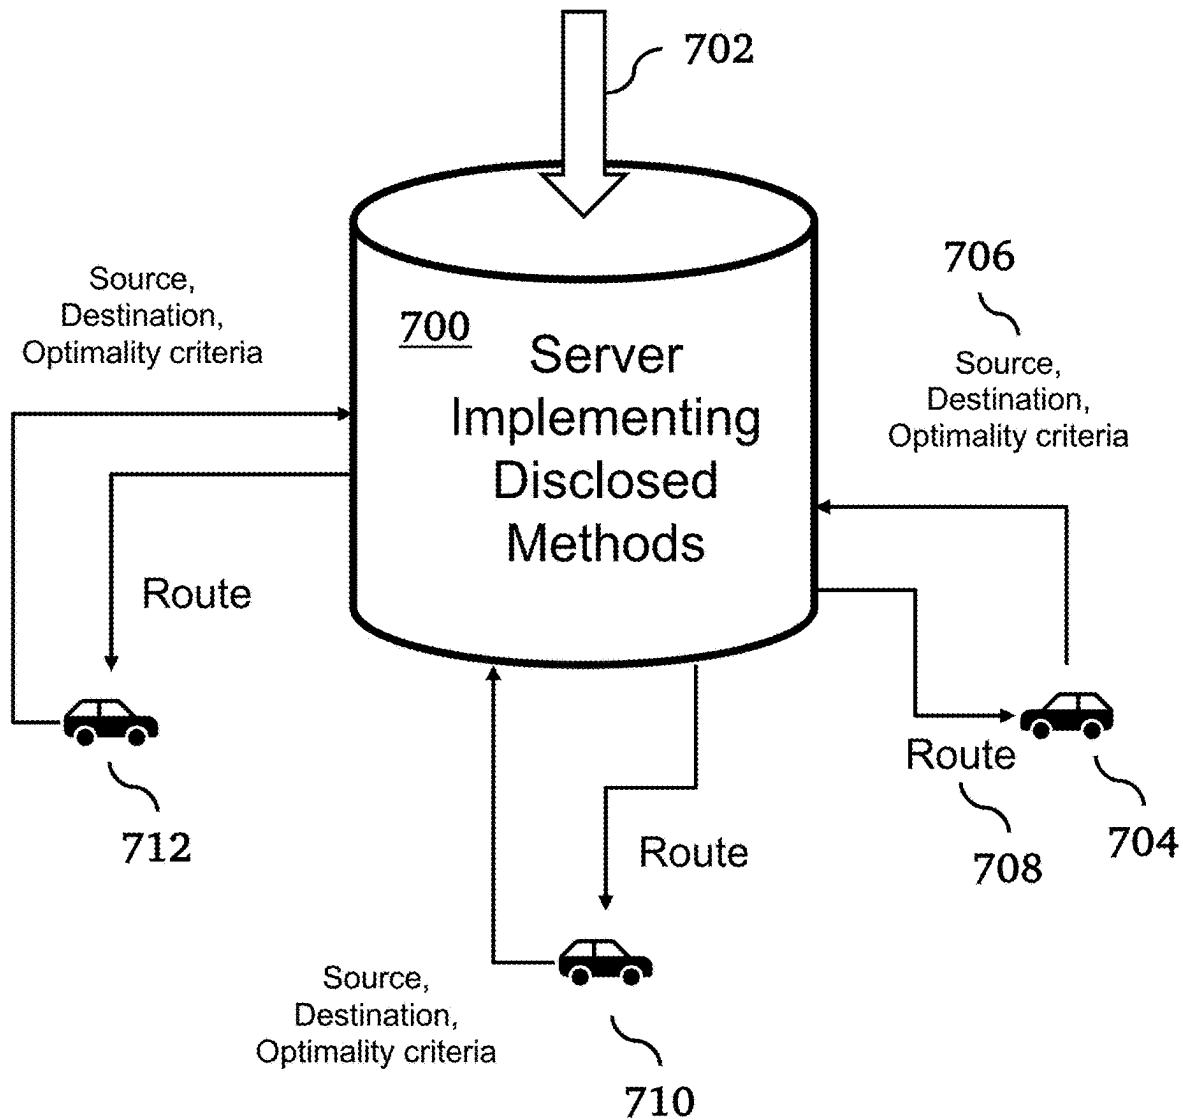 702
706
Source,
Destination,
Optimality criteria
700
Server
Implementing
Disclosed
Methods
Source,
Destination,
Optimality criteria
Route
Route
712
704
708
Route
Source,
Destination,
Optimality criteria
710